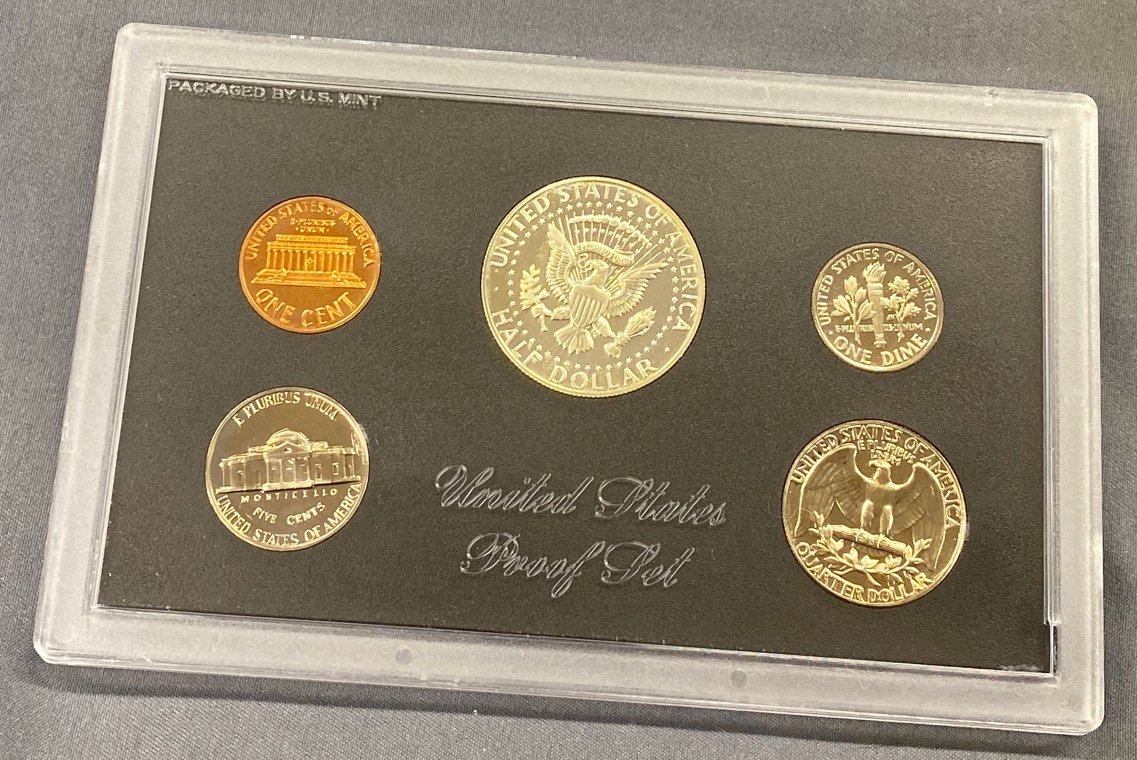 PACKAGED BY U.S. MINT
UNITED STATES OF AMERICA
E·PLURIBUS
·UNUM·
ONE CENT
UNITED STATES OF AMERICA
HALF DOLLAR
UNITED STATES OF AMERICA
E·PLURIBUS·UNUM
·ONE DIME·
E PLURIBUS UNUM
MONTICELLO
FIVE CENTS
UNITED STATES OF AMERICA
United States
Proof Set
UNITED STATES OF AMERICA
E PLURIBUS
UNUM
QUARTER DOLLAR